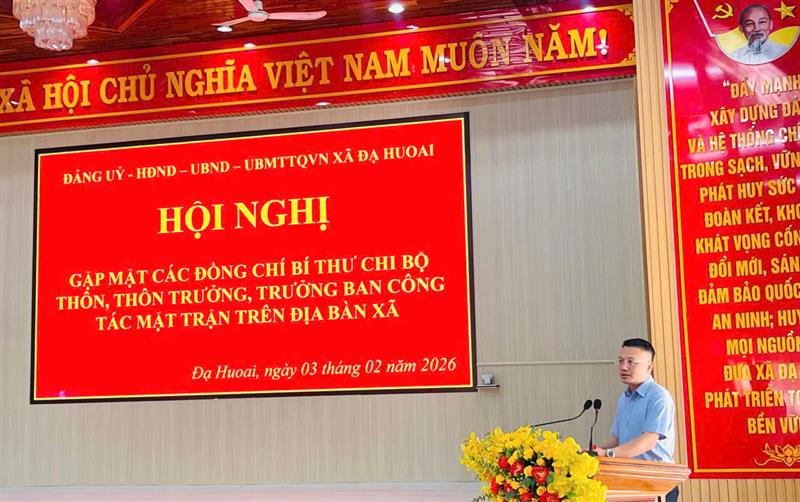 XÃ HỘI CHỦ NGHĨA VIỆT NAM MUÔN NĂM!
ĐẢNG UỶ - HĐND – UBND – UBMTTQVN XÃ ĐẠ HUOAI
HỘI NGHỊ
GẶP MẶT CÁC ĐỒNG CHÍ BÍ THƯ CHI BỘ
THÔN, THÔN TRƯỞNG, TRƯỞNG BAN CÔNG
TÁC MẶT TRẬN TRÊN ĐỊA BÀN XÃ
Đạ Huoai, ngày 03 tháng 02 năm 2026
"ĐẨY MẠNH
XÂY DỰNG ĐẢ
VÀ HỆ THỐNG CH
TRONG SẠCH, VỮN
PHÁT HUY SỨC
ĐOÀN KẾT, KHƠ
KHÁT VỌNG CỐN
ĐỔI MỚI, SÁN
ĐẢM BẢO QUỐC
AN NINH; HUY
MỌI NGUỒN
ĐƯA XÃ ĐẠ
PHÁT TRIỂN TO
BỀN VỮ